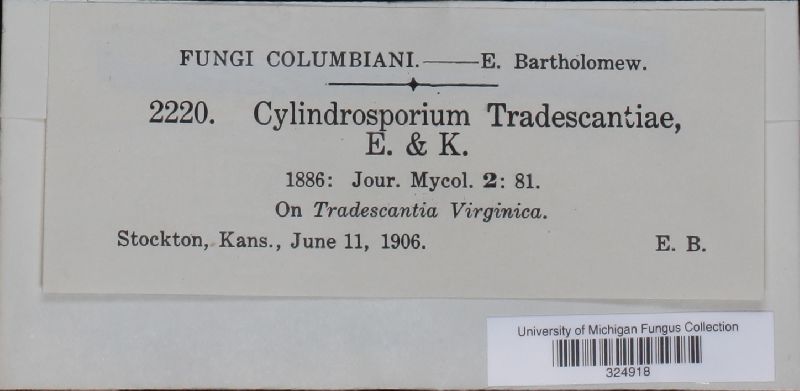 FUNGI COLUMBIANI.——E. Bartholomew.
2220. Cylindrosporium Tradescantiae,
E. & K.
1886: Jour. Mycol. 2: 81.
On Tradescantia Virginica.
Stockton, Kans., June 11, 1906. E. B.
University of Michigan Fungus Collection
324918